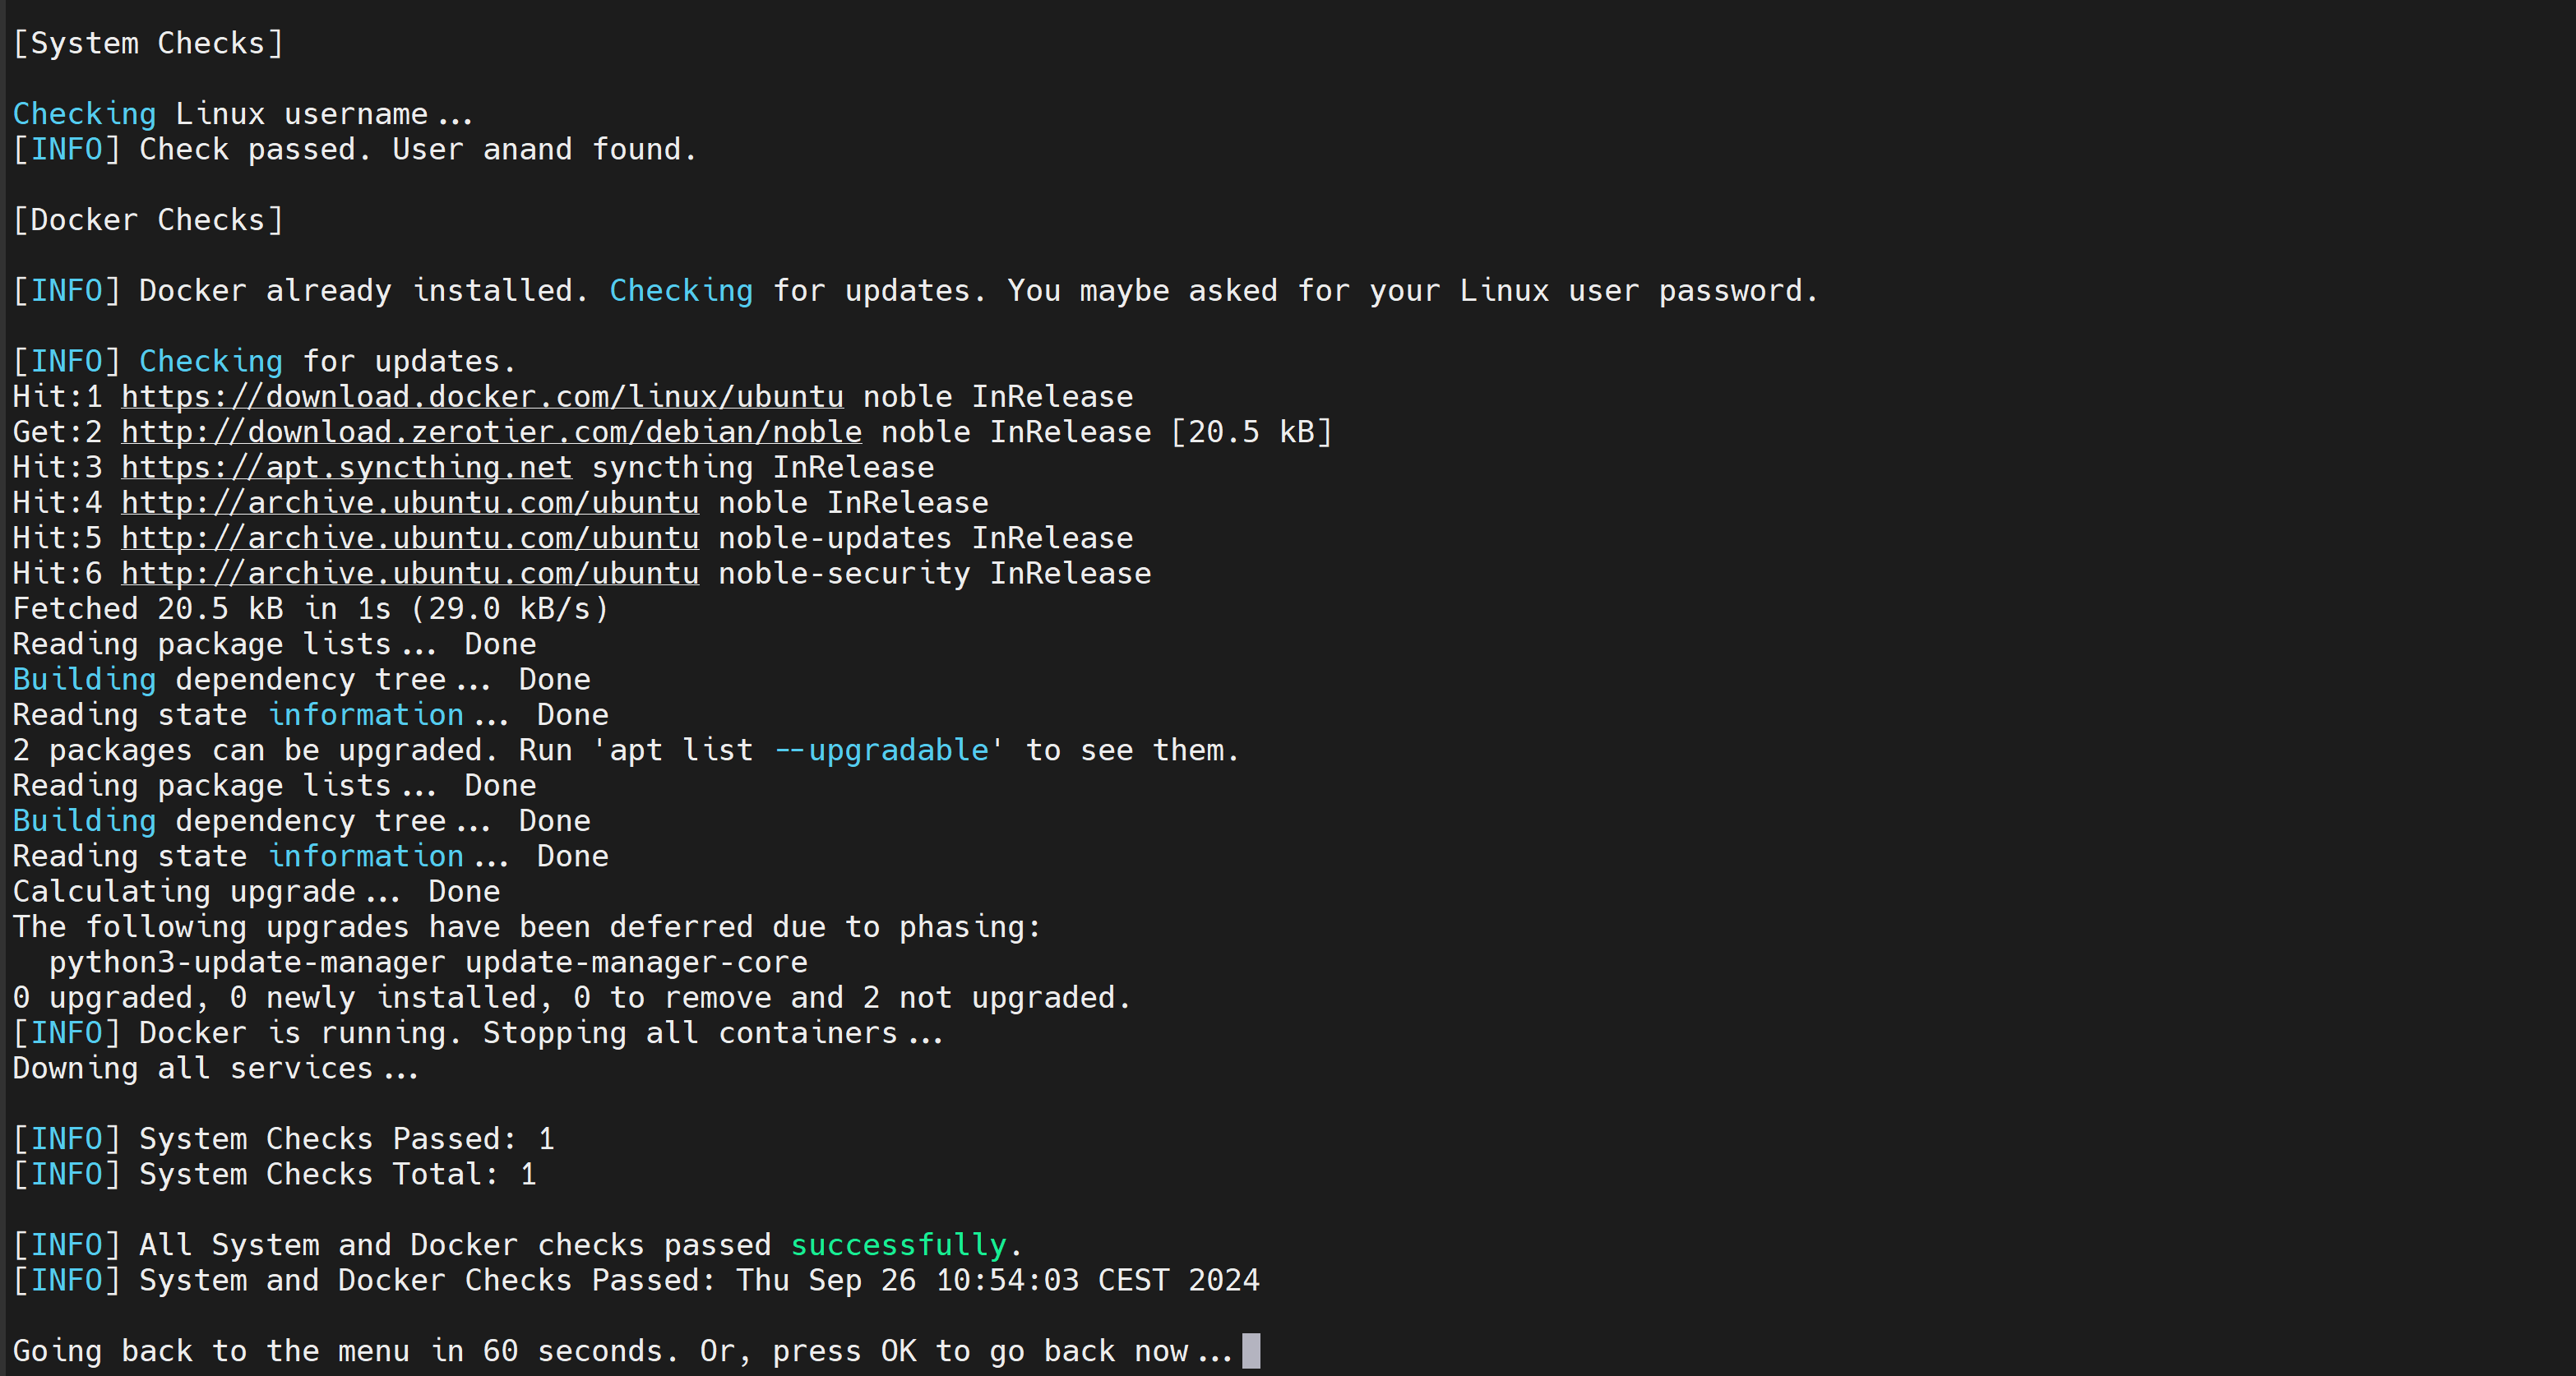 [System Checks]
Checking Linux username...
[INFO] Check passed. User anand found.
[Docker Checks]
[INFO] Docker already installed. Checking for updates. You maybe asked for your Linux user password.
[INFO] Checking for updates.
Hit:1 https://download.docker.com/linux/ubuntu noble InRelease
Get:2 http://download.zerotier.com/debian/noble noble InRelease [20.5 kB]
Hit:3 https://apt.syncthing.net syncthing InRelease
Hit:4 http://archive.ubuntu.com/ubuntu noble InRelease
Hit:5 http://archive.ubuntu.com/ubuntu noble-updates InRelease
Hit:6 http://archive.ubuntu.com/ubuntu noble-security InRelease
Fetched 20.5 kB in 1s (29.0 kB/s)
Reading package lists... Done
Building dependency tree... Done
Reading state information... Done
2 packages can be upgraded. Run 'apt list --upgradable' to see them.
Reading package lists... Done
Building dependency tree... Done
Reading state information... Done
Calculating upgrade... Done
The following upgrades have been deferred due to phasing:
  python3-update-manager update-manager-core
0 upgraded, 0 newly installed, 0 to remove and 2 not upgraded.
[INFO] Docker is running. Stopping all containers...
Downing all services...
[INFO] System Checks Passed: 1
[INFO] System Checks Total: 1
[INFO] All System and Docker checks passed successfully.
[INFO] System and Docker Checks Passed: Thu Sep 26 10:54:03 CEST 2024
Going back to the menu in 60 seconds. Or, press OK to go back now...